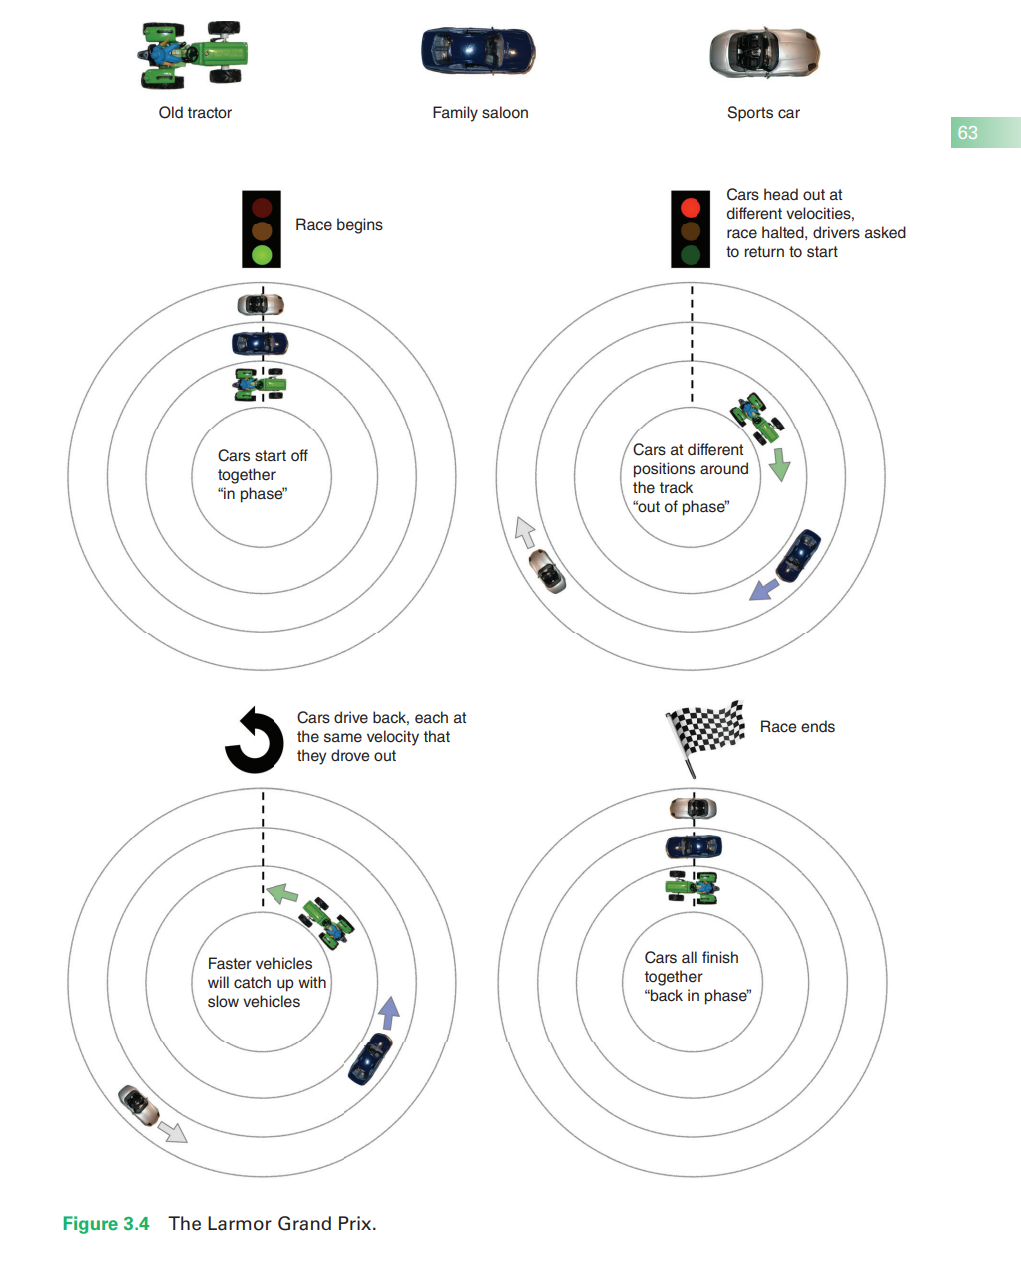 Old tractor
Family saloon
Sports car
63
Race begins
Cars head out at
different velocities,
race halted, drivers asked
to return to start
Cars start off
together
“in phase”
Cars at different
positions around
the track
“out of phase”
Cars drive back, each at
the same velocity that
they drove out
Race ends
Faster vehicles
will catch up with
slow vehicles
Cars all finish
together
“back in phase”
Figure 3.4 The Larmor Grand Prix.